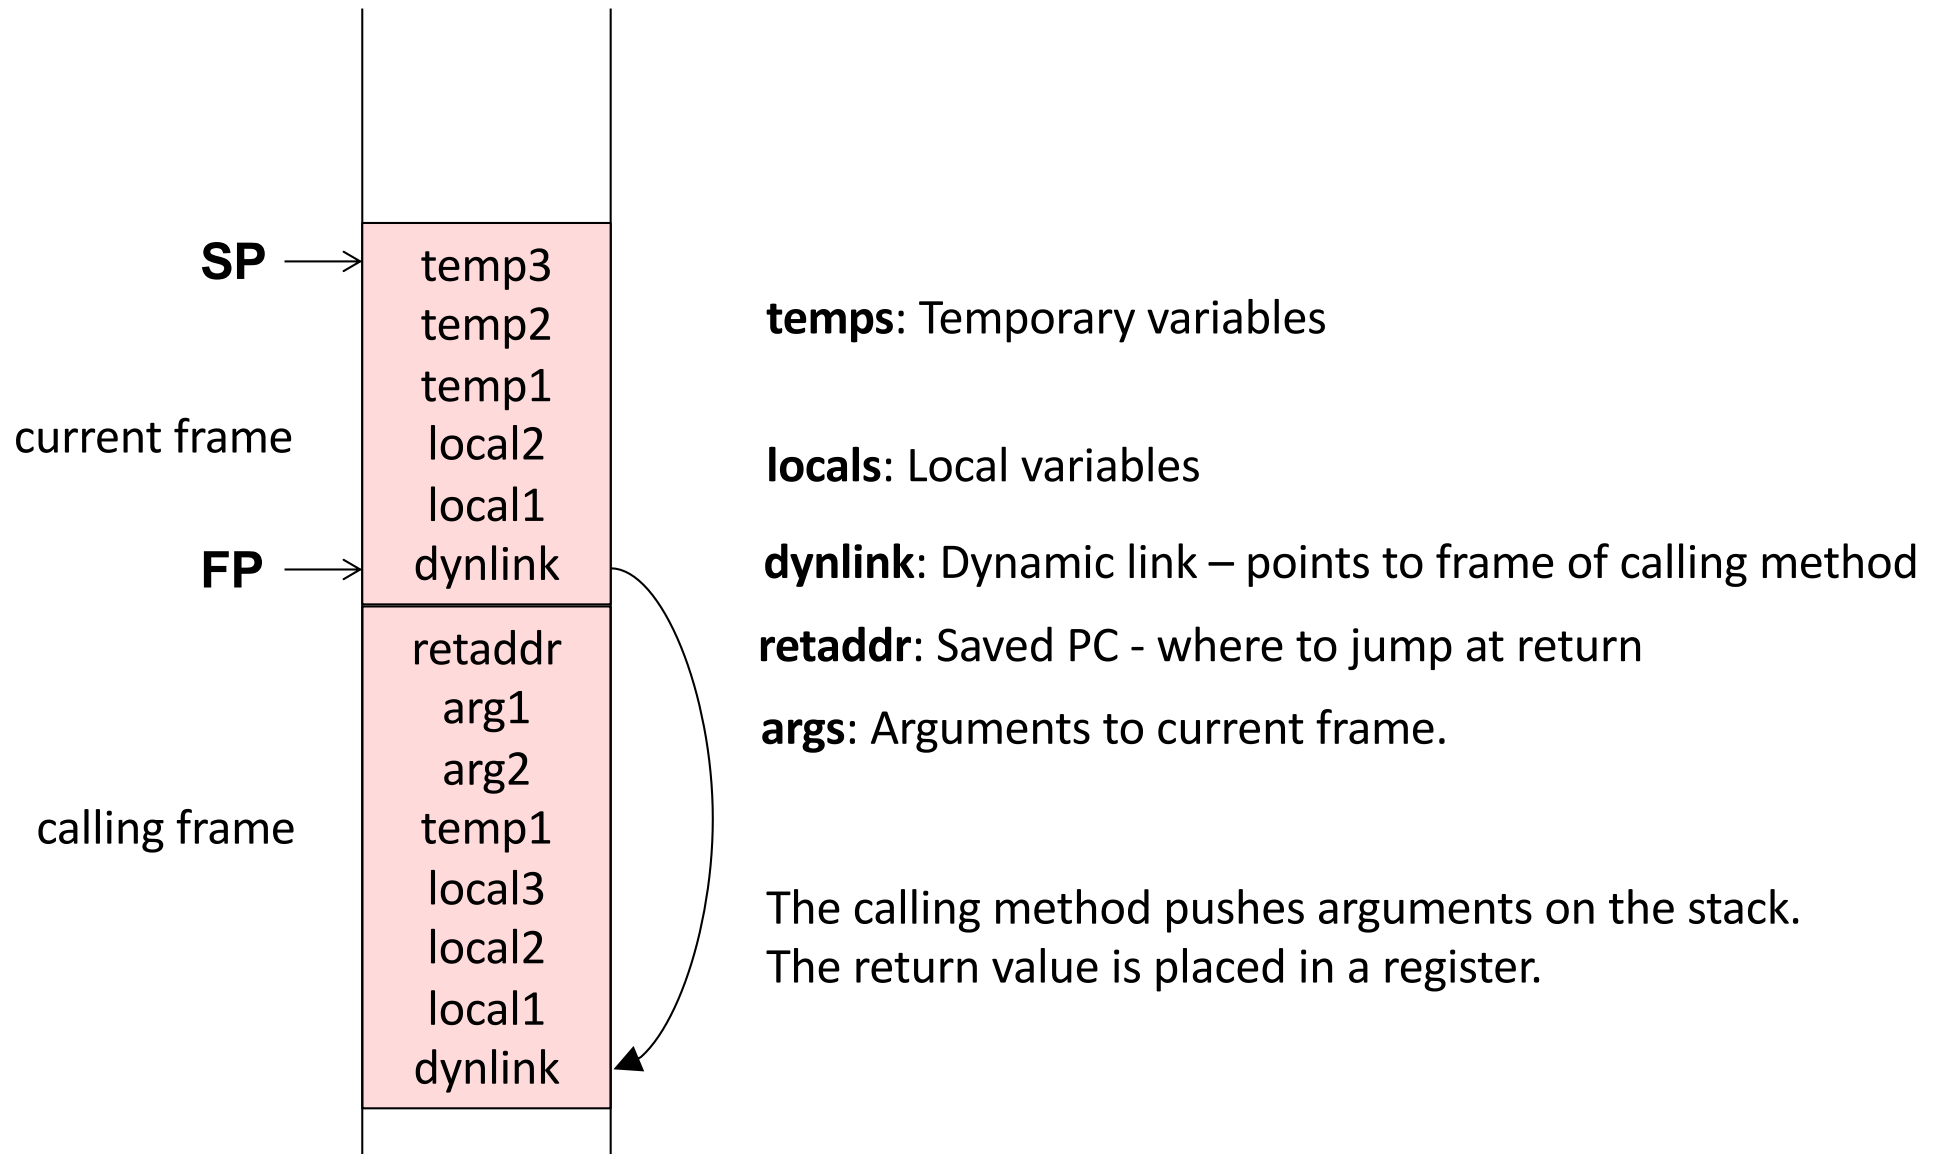 SP
temp3
temp2
temps: Temporary variables
temp1
current frame
local2
locals: Local variables
local1
FP
dynlink
dynlink: Dynamic link – points to frame of calling method
retaddr
retaddr: Saved PC - where to jump at return
arg1
args: Arguments to current frame.
arg2
calling frame
temp1
local3
The calling method pushes arguments on the stack.
local2
The return value is placed in a register.
local1
dynlink